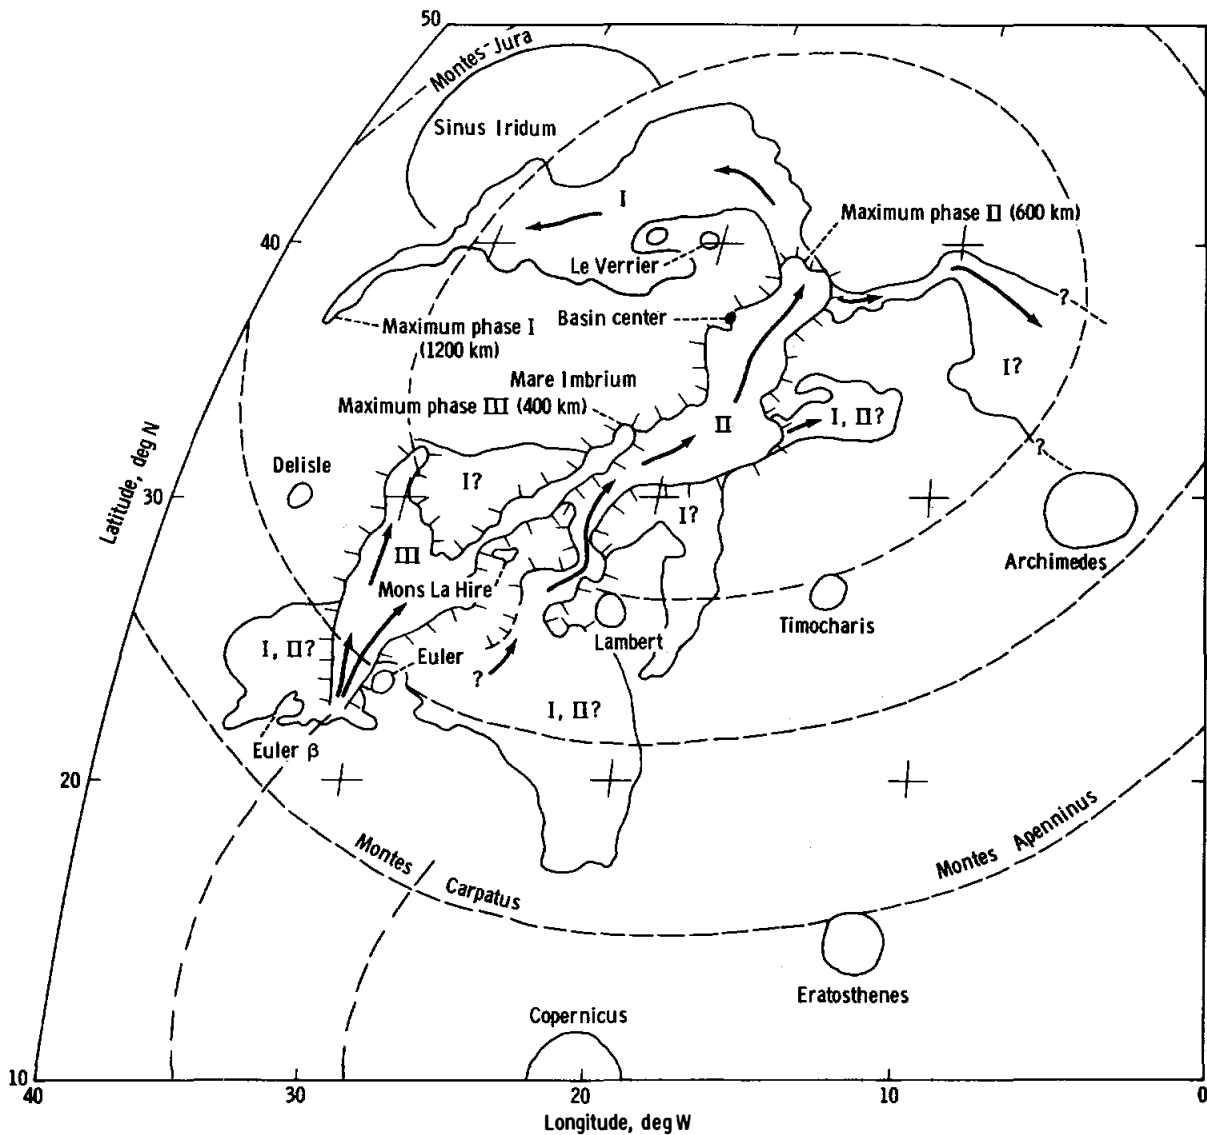 50
Montes Jura
Sinus Iridum
I
Maximum phase II (600 km)
40
Le Verrier
?
Basin center
Maximum phase I
(1200 km)
I?
Mare Imbrium
Maximum phase III (400 km)
II
I, II?
?
Latitude, deg N
Delisle
I?
30
I?
Archimedes
III
Mons La Hire
Timocharis
Lambert
I, II?
Euler
?
I, II?
Euler β
20
Montes Carpatus
Montes Apenninus
Eratosthenes
Copernicus
10
40
30
20
10
0
Longitude, deg W